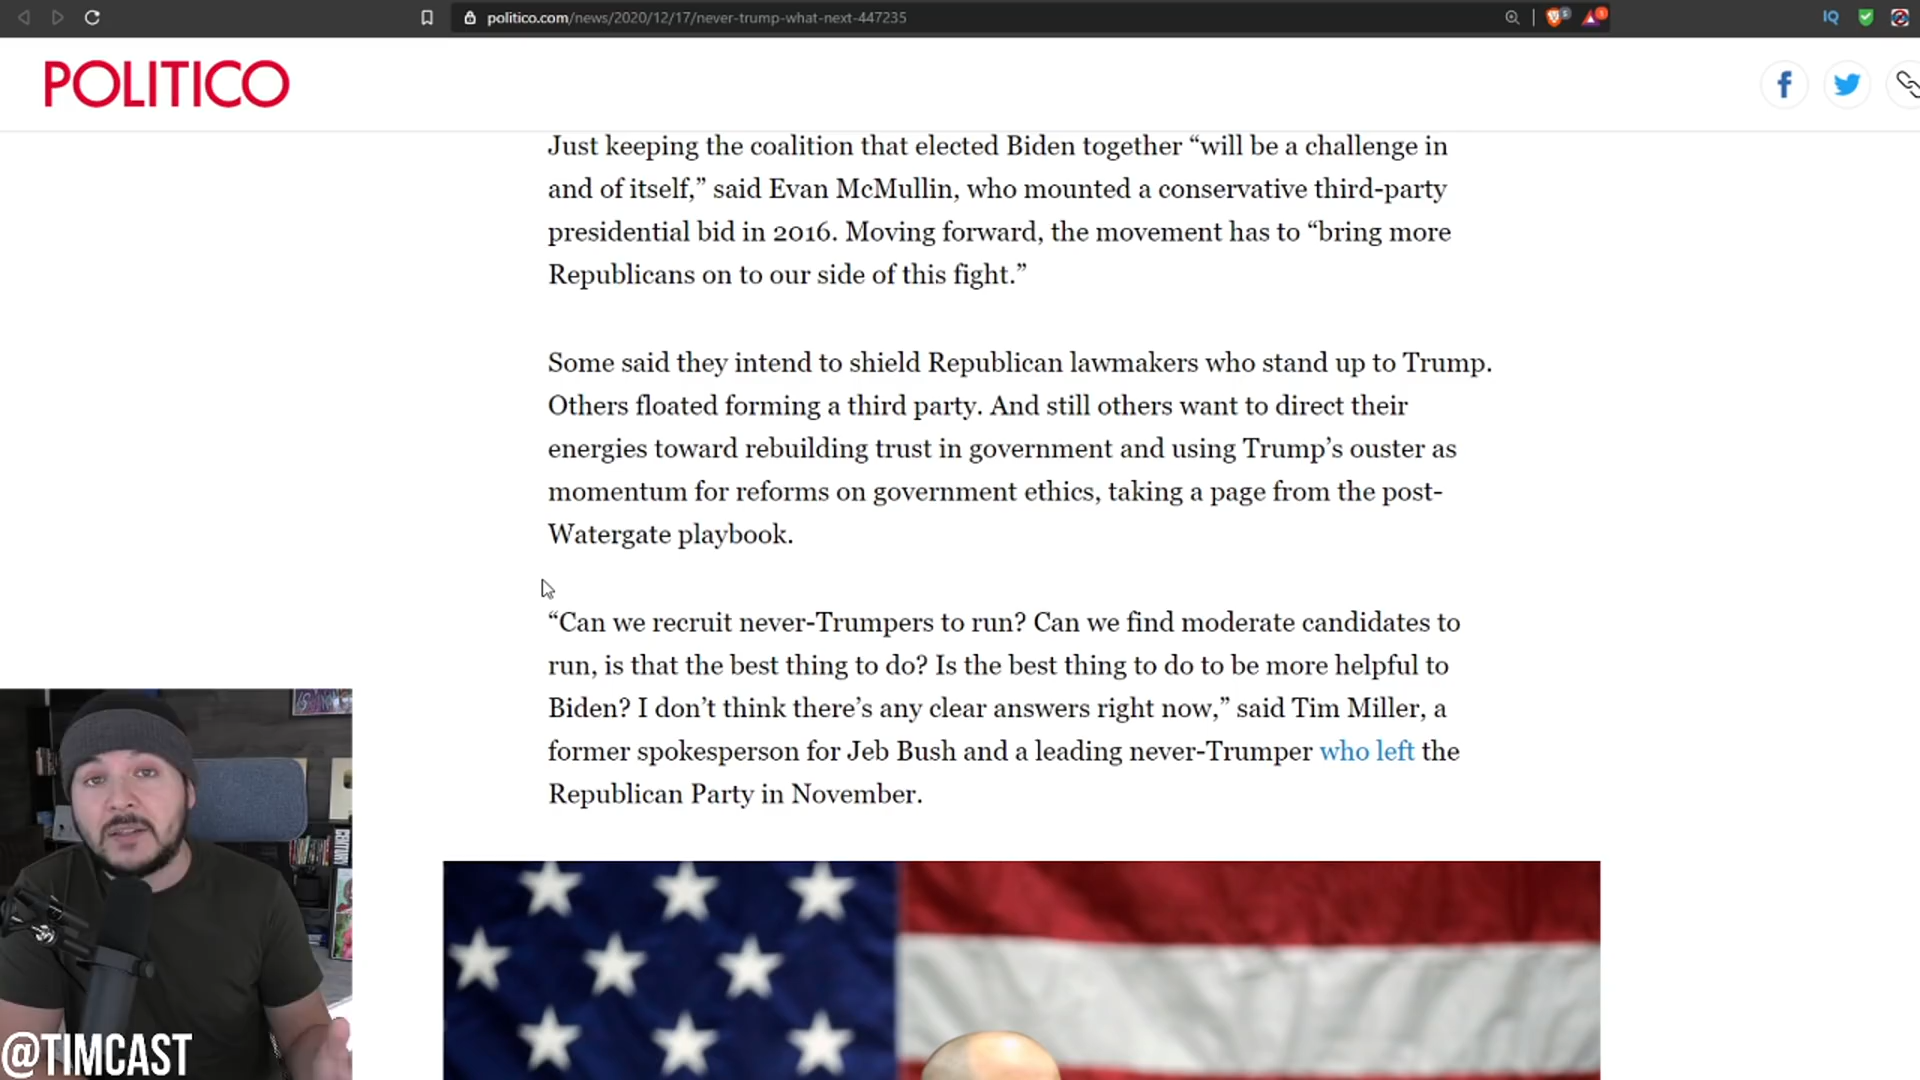 politico.com/news/2020/12/17/never-trump-what-next-447235
IQ
POLITICO
Just keeping the coalition that elected Biden together “will be a challenge in
and of itself,” said Evan McMullin, who mounted a conservative third-party
presidential bid in 2016. Moving forward, the movement has to “bring more
Republicans on to our side of this fight.”
Some said they intend to shield Republican lawmakers who stand up to Trump.
Others floated forming a third party. And still others want to direct their
energies toward rebuilding trust in government and using Trump’s ouster as
momentum for reforms on government ethics, taking a page from the post-
Watergate playbook.
“Can we recruit never-Trumpers to run? Can we find moderate candidates to
run, is that the best thing to do? Is the best thing to do to be more helpful to
Biden? I don’t think there’s any clear answers right now,” said Tim Miller, a
former spokesperson for Jeb Bush and a leading never-Trumper who left the
Republican Party in November.
@TIMCAST